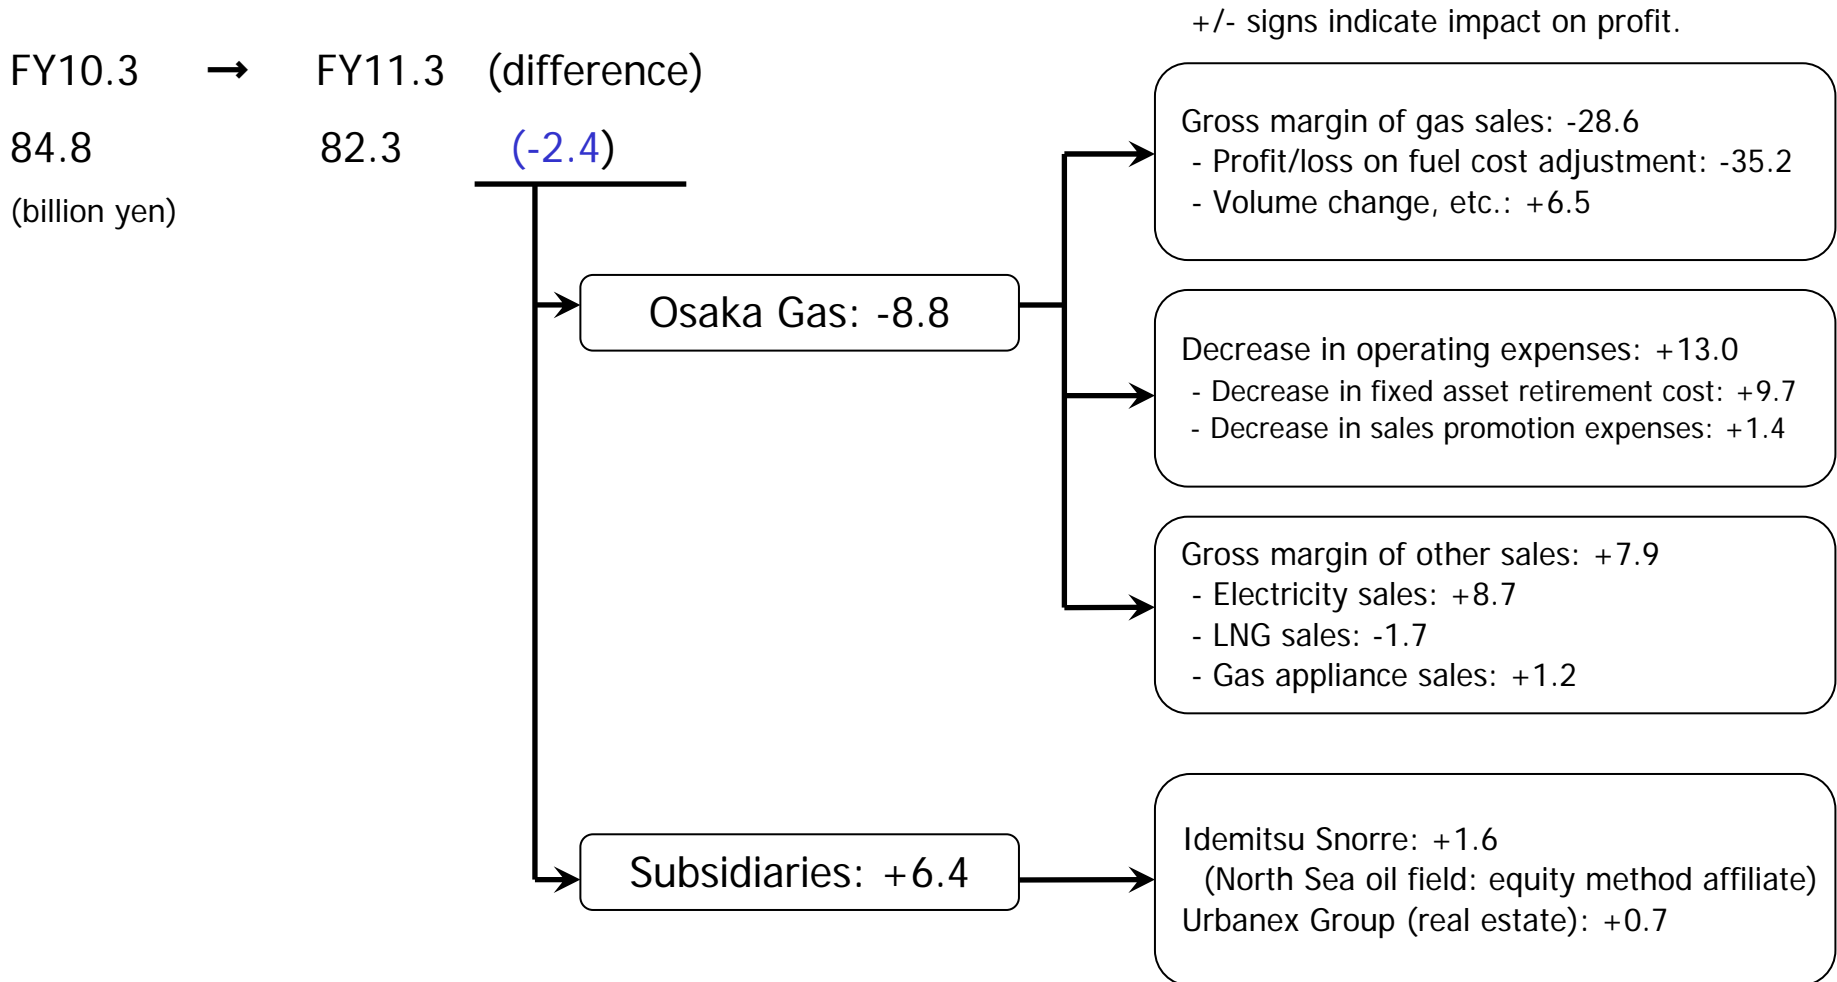 +/- signs indicate impact on profit.
FY10.3 → FY11.3 (difference)
84.8 82.3 (-2.4)
(billion yen)
Gross margin of gas sales: -28.6
- Profit/loss on fuel cost adjustment: -35.2
- Volume change, etc.: +6.5
Osaka Gas: -8.8
Decrease in operating expenses: +13.0
- Decrease in fixed asset retirement cost: +9.7
- Decrease in sales promotion expenses: +1.4
Gross margin of other sales: +7.9
- Electricity sales: +8.7
- LNG sales: -1.7
- Gas appliance sales: +1.2
Subsidiaries: +6.4
Idemitsu Snorre: +1.6
(North Sea oil field: equity method affiliate)
Urbanex Group (real estate): +0.7